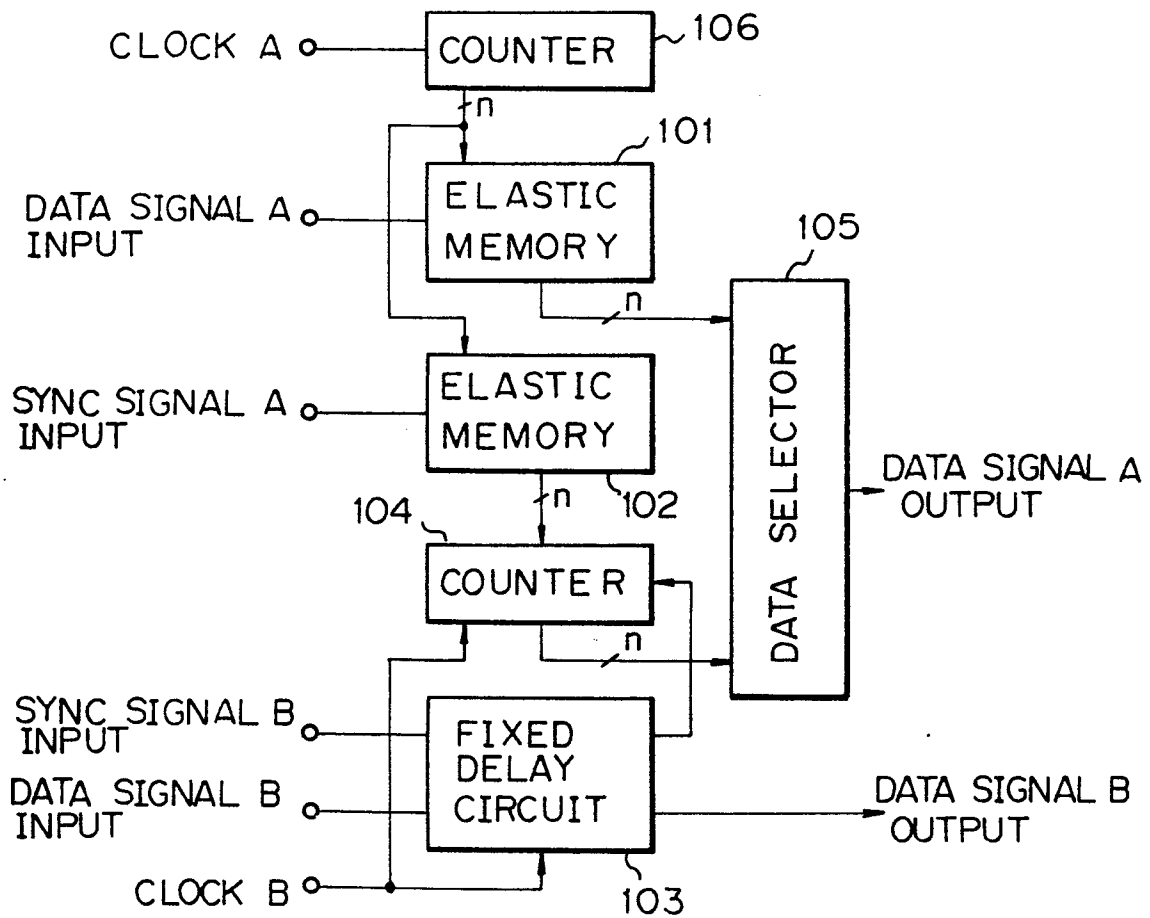 CLOCK A
COUNTER
106
n
101
DATA SIGNAL A
INPUT
ELASTIC
MEMORY
105
n
SYNC SIGNAL A
INPUT
ELASTIC
MEMORY
102
n
104
COUNTER
n
DATA SELECTOR
DATA SIGNAL A
OUTPUT
SYNC SIGNAL B
INPUT
DATA SIGNAL B
INPUT
FIXED
DELAY
CIRCUIT
DATA SIGNAL B
OUTPUT
CLOCK B
103